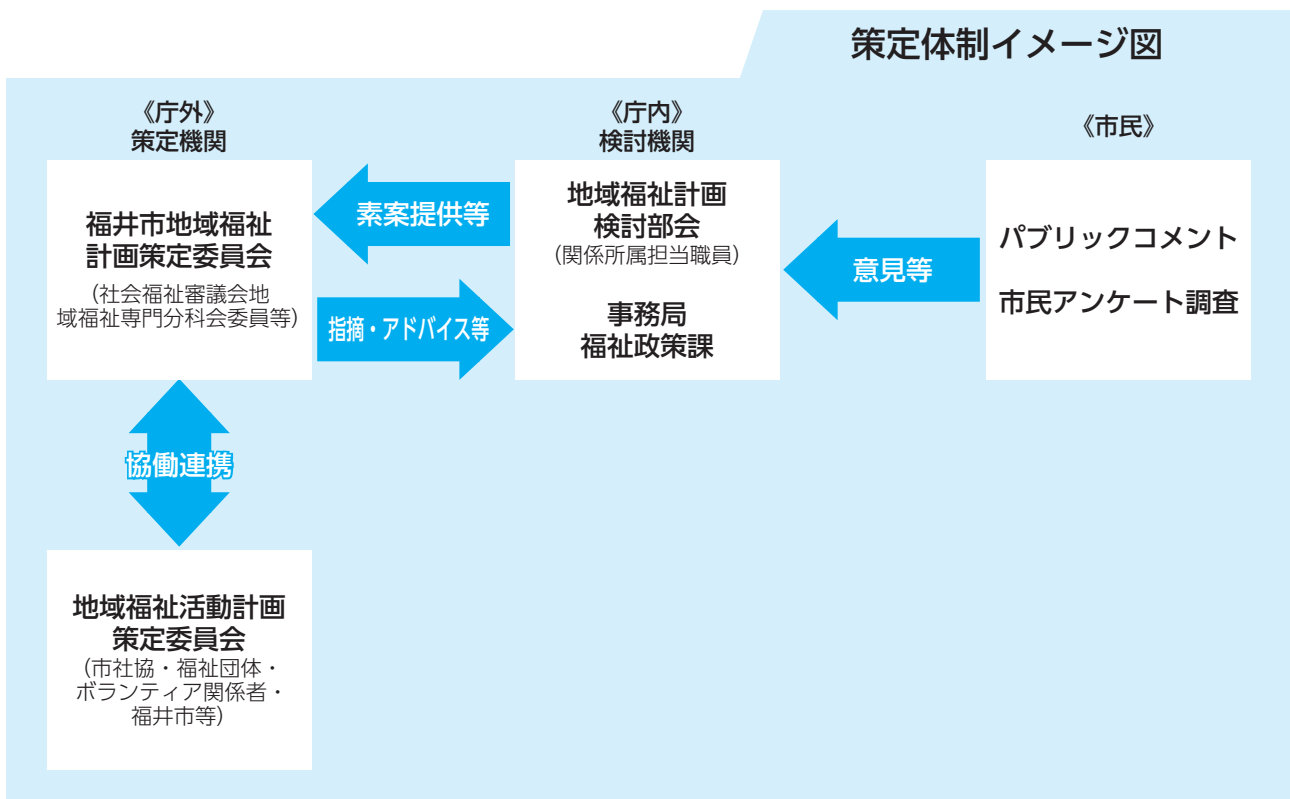 策定体制イメージ図
《庁外》
策定機関
福井市地域福祉
計画策定委員会
（社会福祉審議会地
域福祉専門分科会委員等）
素案提供等
指摘・アドバイス等
《庁内》
検討機関
地域福祉計画
検討部会
（関係所属担当職員）
事務局
福祉政策課
意見等
《市民》
パブリックコメント
市民アンケート調査
協働連携
地域福祉活動計画
策定委員会
（市社協・福祉団体・
ボランティア関係者・
福井市等）